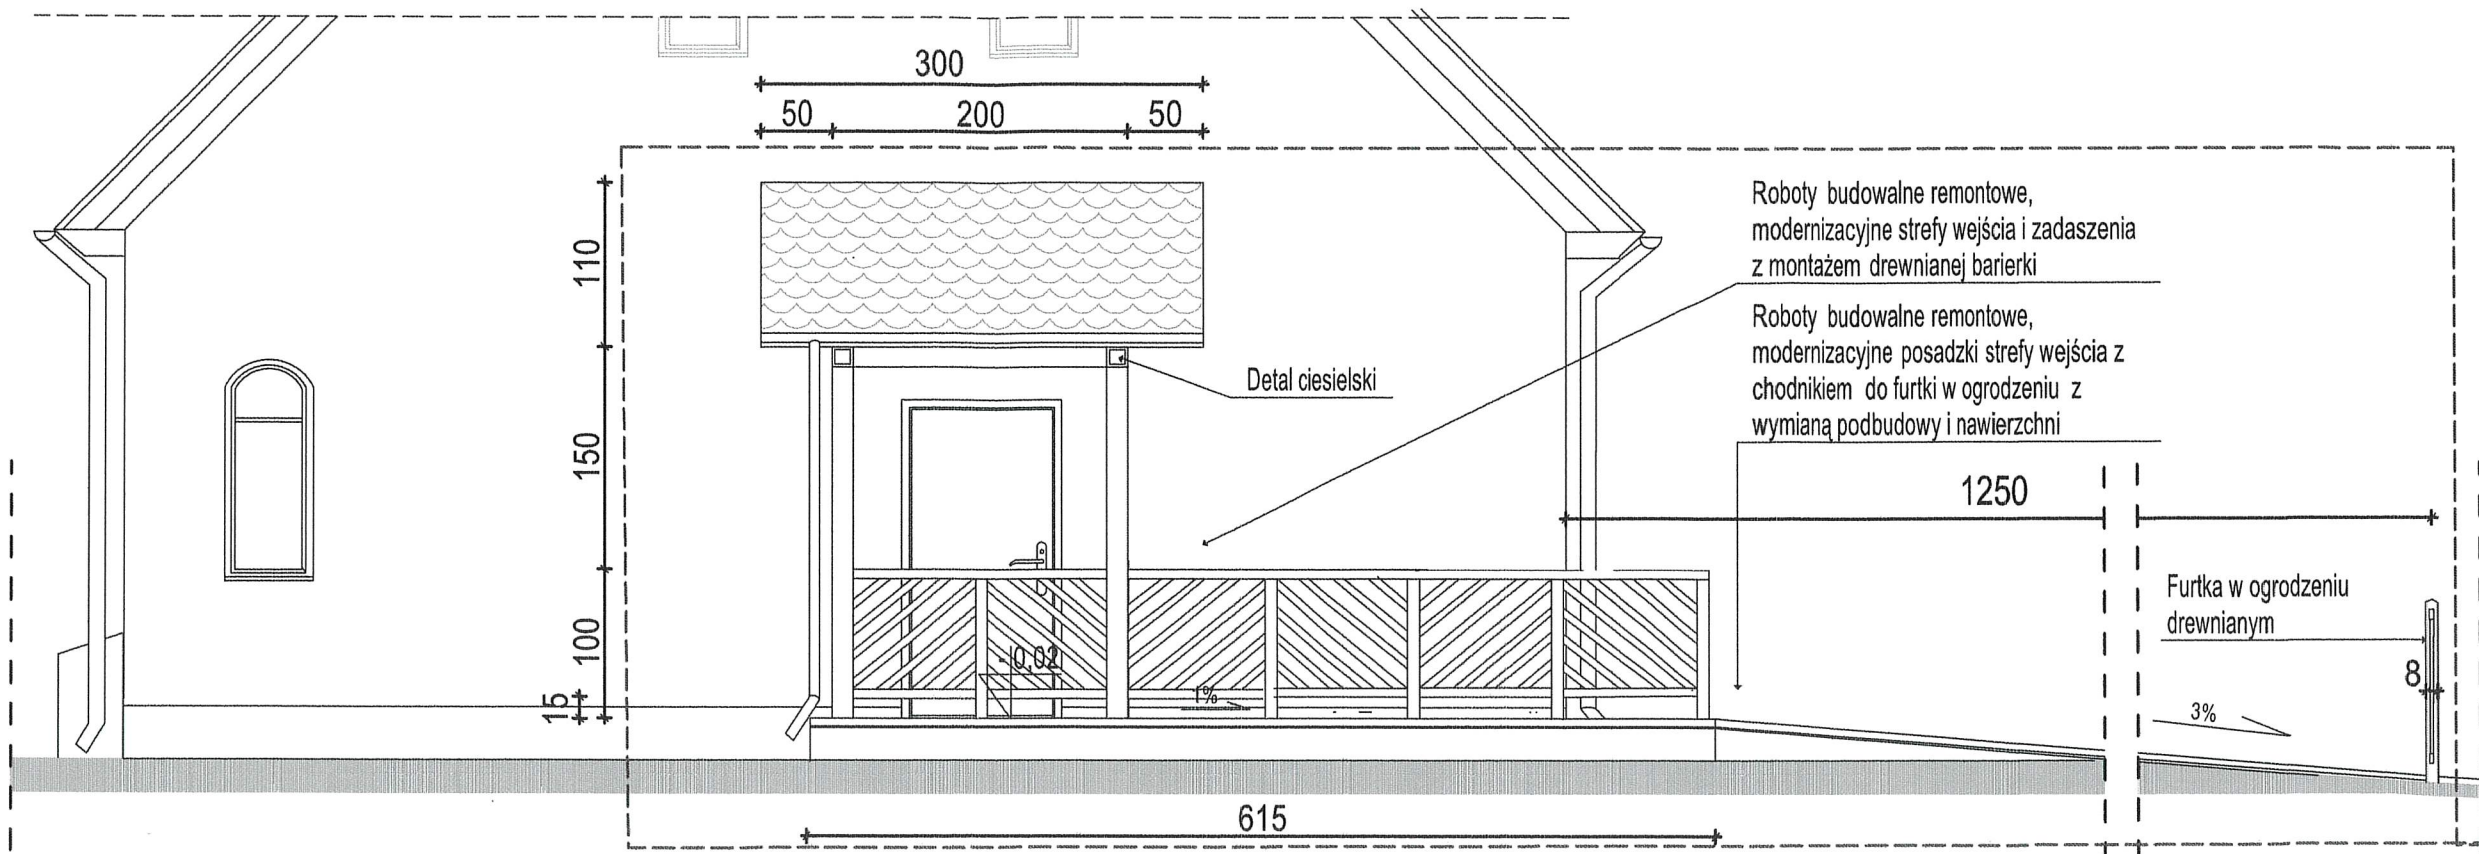 300
50 200 50
110
150
100
15
Roboty budowalne remontowe,
modernizacyjne strefy wejścia i zadaszenia
z montażem drewnianej barierki
Roboty budowalne remontowe,
modernizacyjne posadzki strefy wejścia z
chodnikiem do furtki w ogrodzeniu z
wymianą podbudowy i nawierzchni
Detal ciesielski
1250
Furtka w ogrodzeniu
drewnianym
8
- 0,02
1%
3%
615